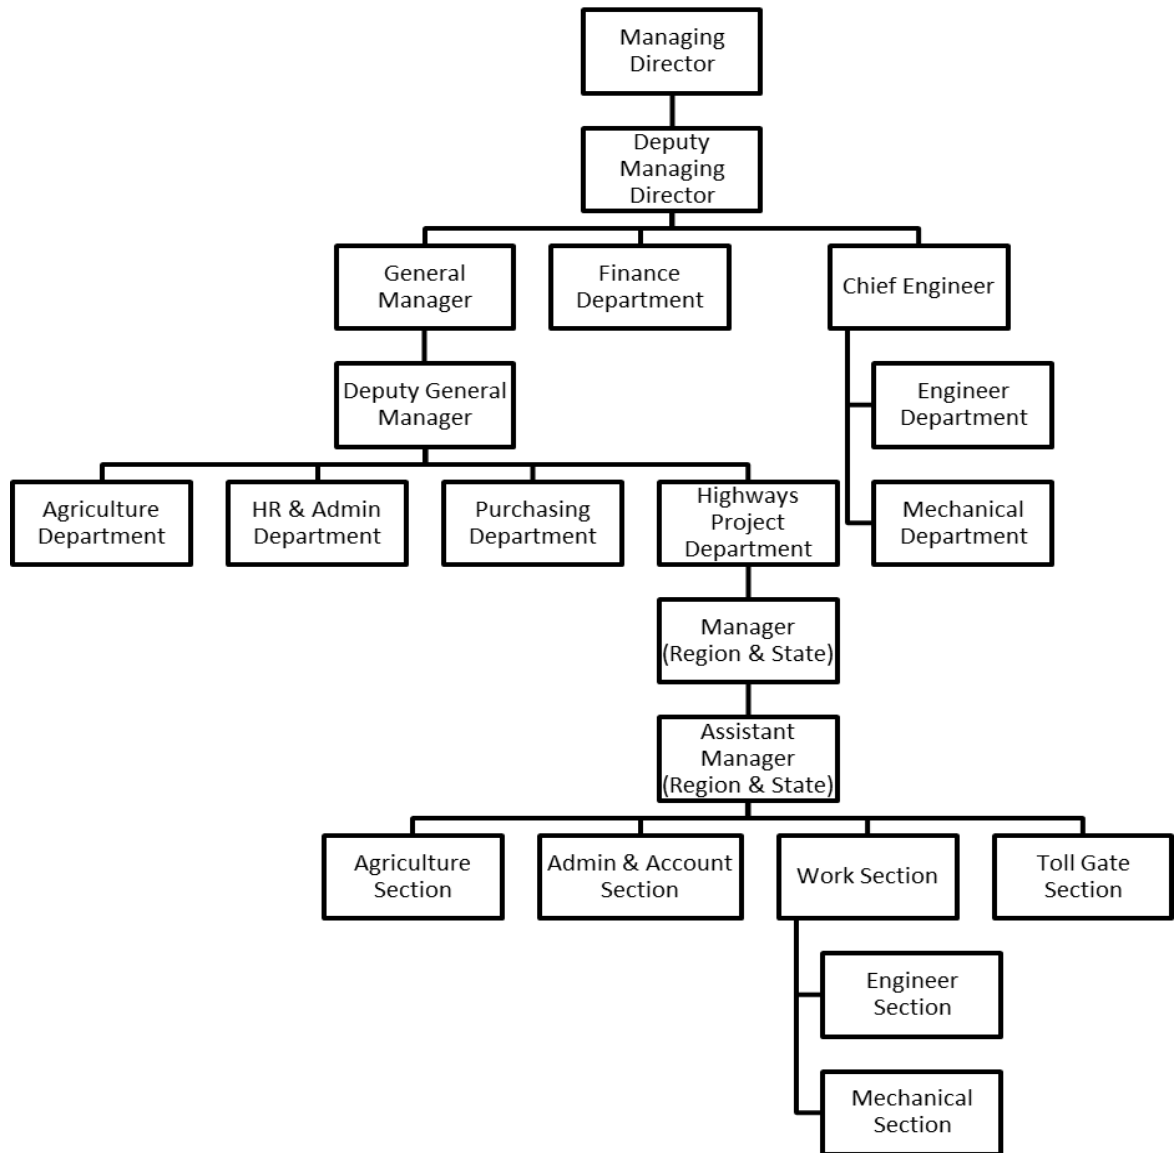 Managing
Director
Deputy
Managing
Director
General
Manager
Finance
Department
Chief Engineer
Deputy General
Manager
Engineer
Department
Agriculture
Department
HR & Admin
Department
Purchasing
Department
Highways
Project
Department
Mechanical
Department
Manager
(Region & State)
Assistant
Manager
(Region & State)
Agriculture
Section
Admin & Account
Section
Work Section
Toll Gate
Section
Engineer
Section
Mechanical
Section